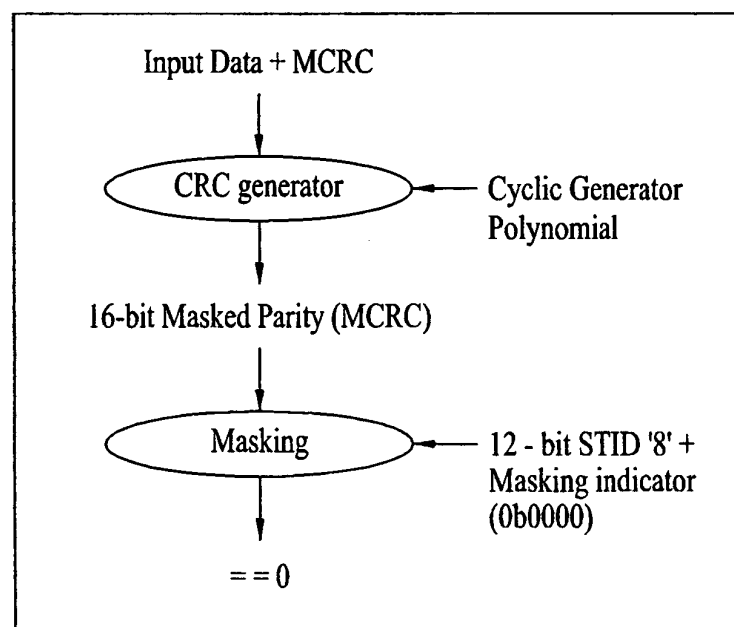 Input Data + MCRC
CRC generator
Cyclic Generator
Polynomial
16-bit Masked Parity (MCRC)
Masking
12 - bit STID '8' +
Masking indicator
(0b0000)
= = 0